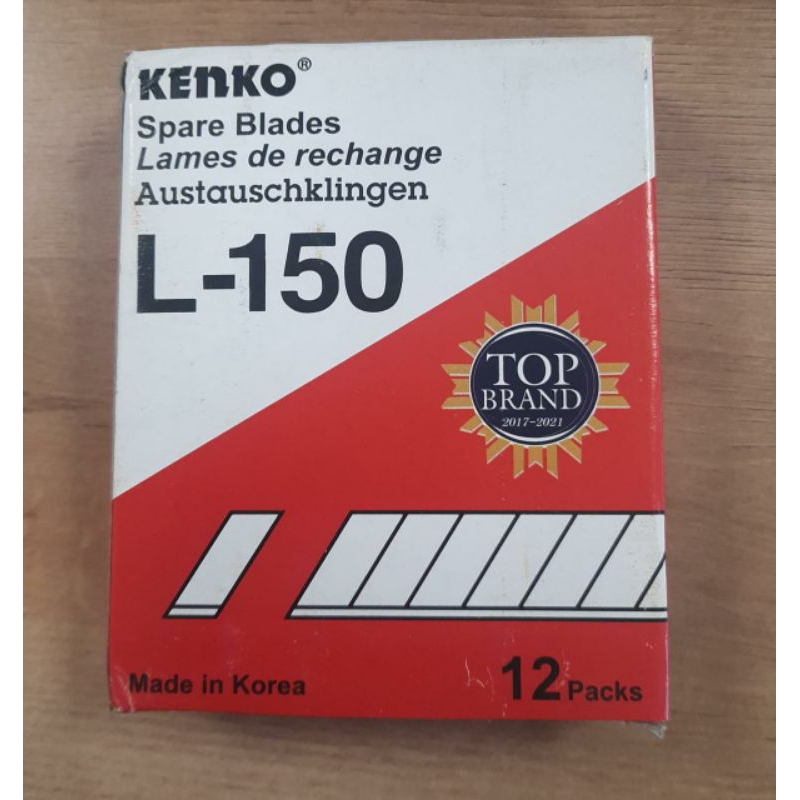 KENKO®
Spare Blades
Lames de rechange
Austauschklingen
L-150
TOP
BRAND
2017-2021
Made in Korea
12 Packs